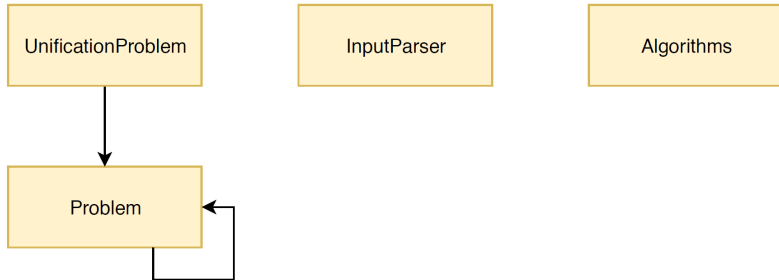 UnificationProblem
InputParser
Algorithms
Problem